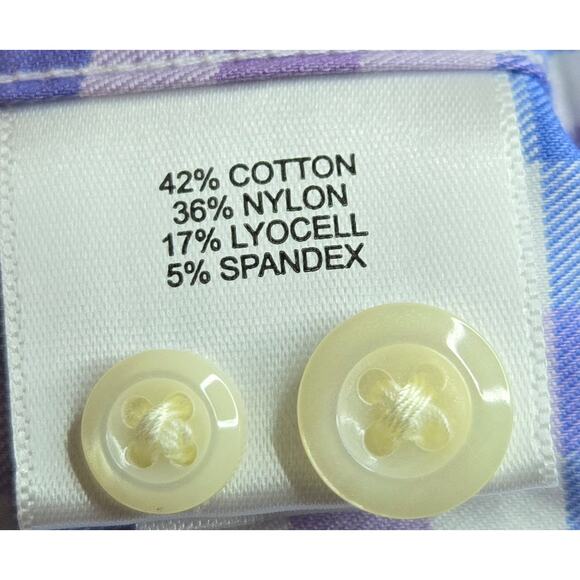 42% COTTON
36% NYLON
17% LYOCELL
5% SPANDEX